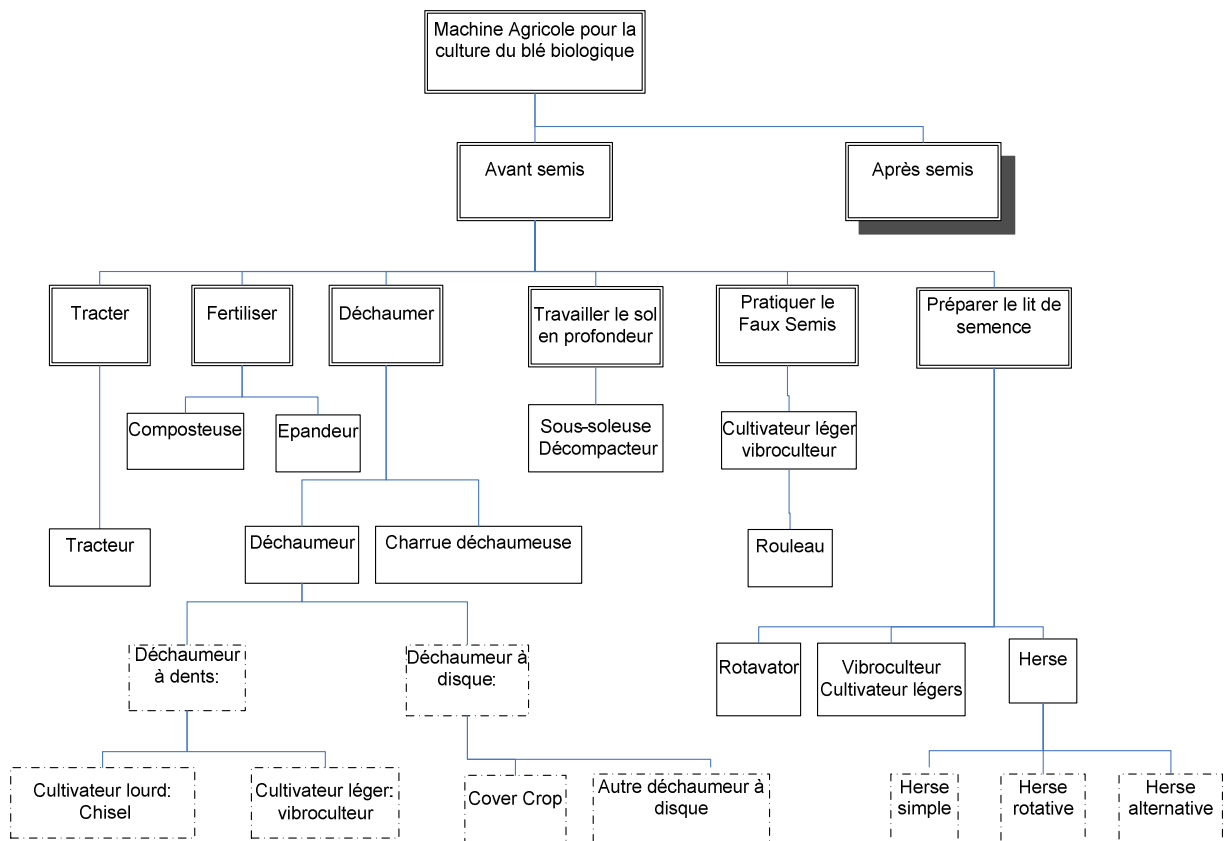 Machine Agricole pour la
culture du blé biologique
Avant semis
Après semis
Tracter
Fertiliser
Déchaumer
Travailler le sol
en profondeur
Pratiquer le
Faux Semis
Préparer le lit de
semence
Composteuse
Epandeur
Sous-soleuse
Décompacteur
Cultivateur léger
vibroculteur
Tracteur
Déchaumeur
Charrue déchaumeuse
Rouleau
Déchaumeur
à dents:
Déchaumeur à
disque:
Rotavator
Vibroculteur
Cultivateur légers
Herse
Cultivateur lourd:
Chisel
Cultivateur léger:
vibroculteur
Cover Crop
Autre déchaumeur à
disque
Herse
simple
Herse
rotative
Herse
alternative